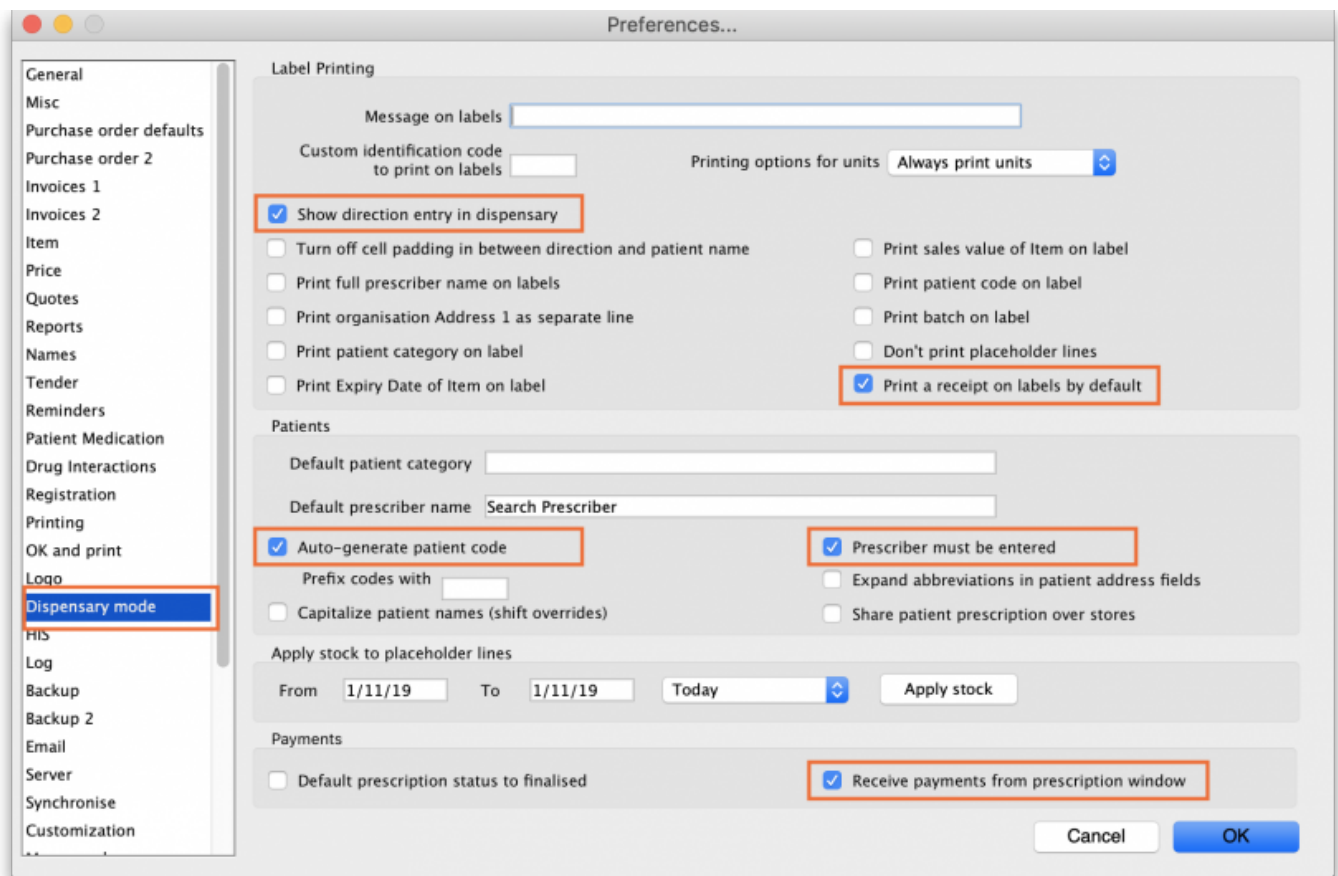 Preferences...
General
Misc
Purchase order defaults
Purchase order 2
Invoices 1
Invoices 2
Item
Price
Quotes
Reports
Names
Tender
Reminders
Patient Medication
Drug Interactions
Registration
Printing
OK and print
Logo
Dispensary mode
HIS
Log
Backup
Backup 2
Email
Server
Synchronise
Customization
Label Printing
Message on labels
Custom identification code
to print on labels
Printing options for units Always print units
Show direction entry in dispensary
Turn off cell padding in between direction and patient name
Print sales value of Item on label
Print full prescriber name on labels
Print patient code on label
Print organisation Address 1 as separate line
Print batch on label
Print patient category on label
Don't print placeholder lines
Print Expiry Date of Item on label
Print a receipt on labels by default
Patients
Default patient category
Default prescriber name Search Prescriber
Auto-generate patient code
Prescriber must be entered
Prefix codes with
Expand abbreviations in patient address fields
Capitalize patient names (shift overrides)
Share patient prescription over stores
Apply stock to placeholder lines
From 1/11/19 To 1/11/19 Today Apply stock
Payments
Default prescription status to finalised
Receive payments from prescription window
Cancel OK